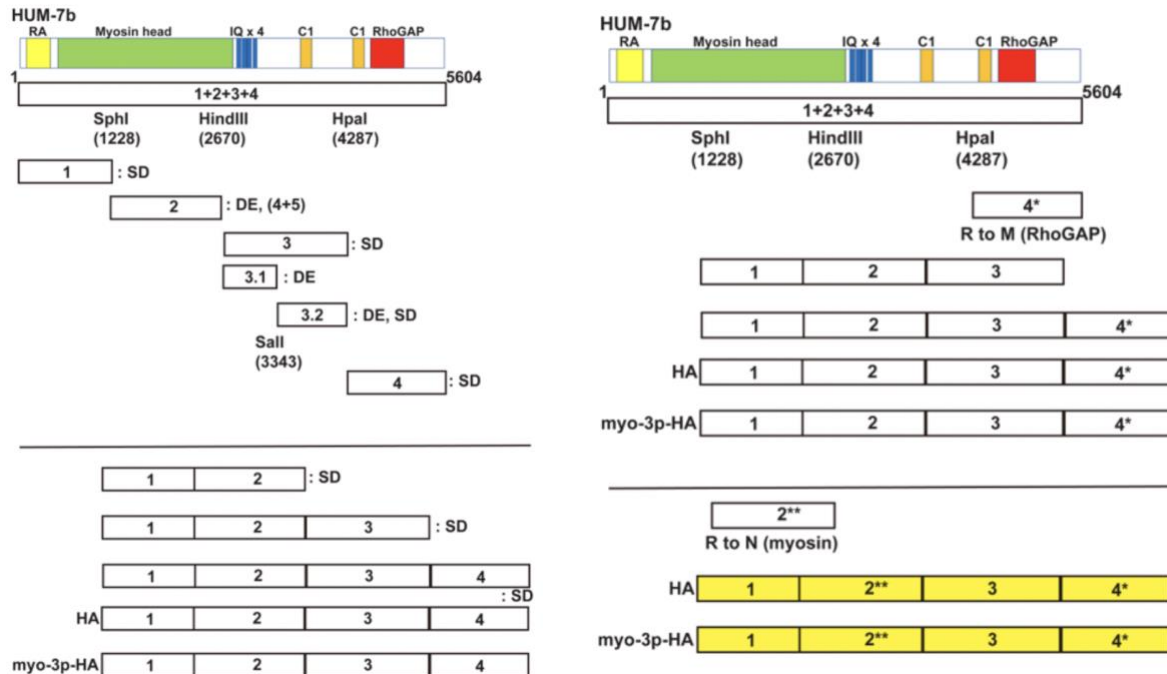 HUM-7b
RA Myosin head IQ x 4 C1 C1 RhoGAP
1 5604
1+2+3+4
SphI HindIII HpaI
(1228) (2670) (4287)
1 : SD
2 : DE, (4+5)
3 : SD
3.1 : DE
3.2 : DE, SD
SalI
(3343)
4 : SD
1 2 : SD
1 2 3 : SD
1 2 3 4
: SD
HA 1 2 3 4
myo-3p-HA 1 2 3 4
HUM-7b
RA Myosin head IQ x 4 C1 C1 RhoGAP
1 5604
1+2+3+4
SphI HindIII HpaI
(1228) (2670) (4287)
4*
R to M (RhoGAP)
1 2 3
1 2 3 4*
HA 1 2 3 4*
myo-3p-HA 1 2 3 4*
2**
R to N (myosin)
HA 1 2** 3 4*
myo-3p-HA 1 2** 3 4*